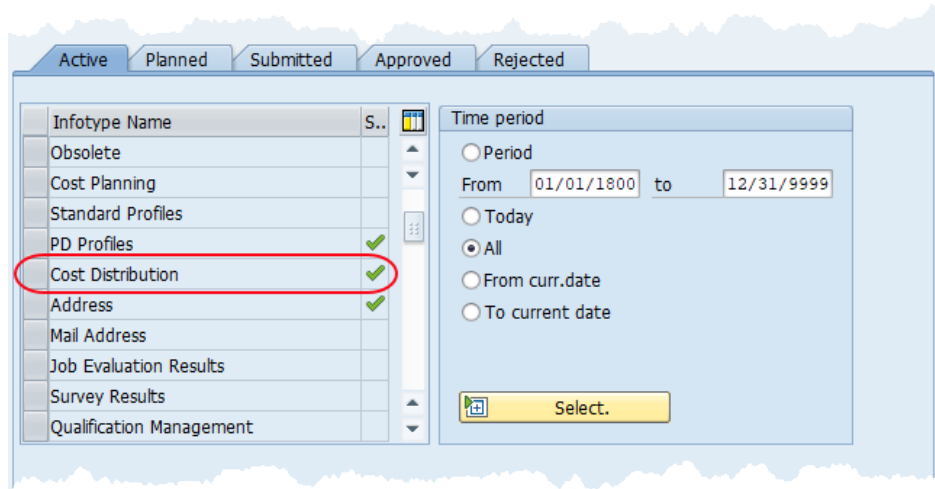 Active Planned Submitted Approved Rejected
Infotype Name S..
Obsolete
Cost Planning
Standard Profiles
PD Profiles
Cost Distribution
Address
Mail Address
Job Evaluation Results
Survey Results
Qualification Management
Time period
Period
From 01/01/1800 to 12/31/9999
Today
All
From curr.date
To current date
Select.